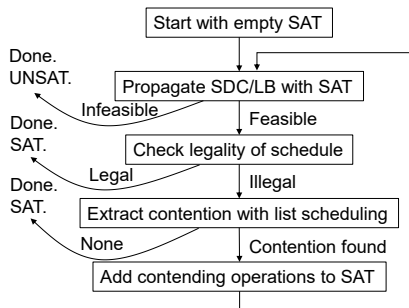 Start with empty SAT
Done.
UNSAT.
Propagate SDC/LB with SAT
Infeasible
Feasible
Done.
SAT.
Check legality of schedule
Legal
Illegal
Done.
SAT.
Extract contention with list scheduling
None
Contention found
Add contending operations to SAT